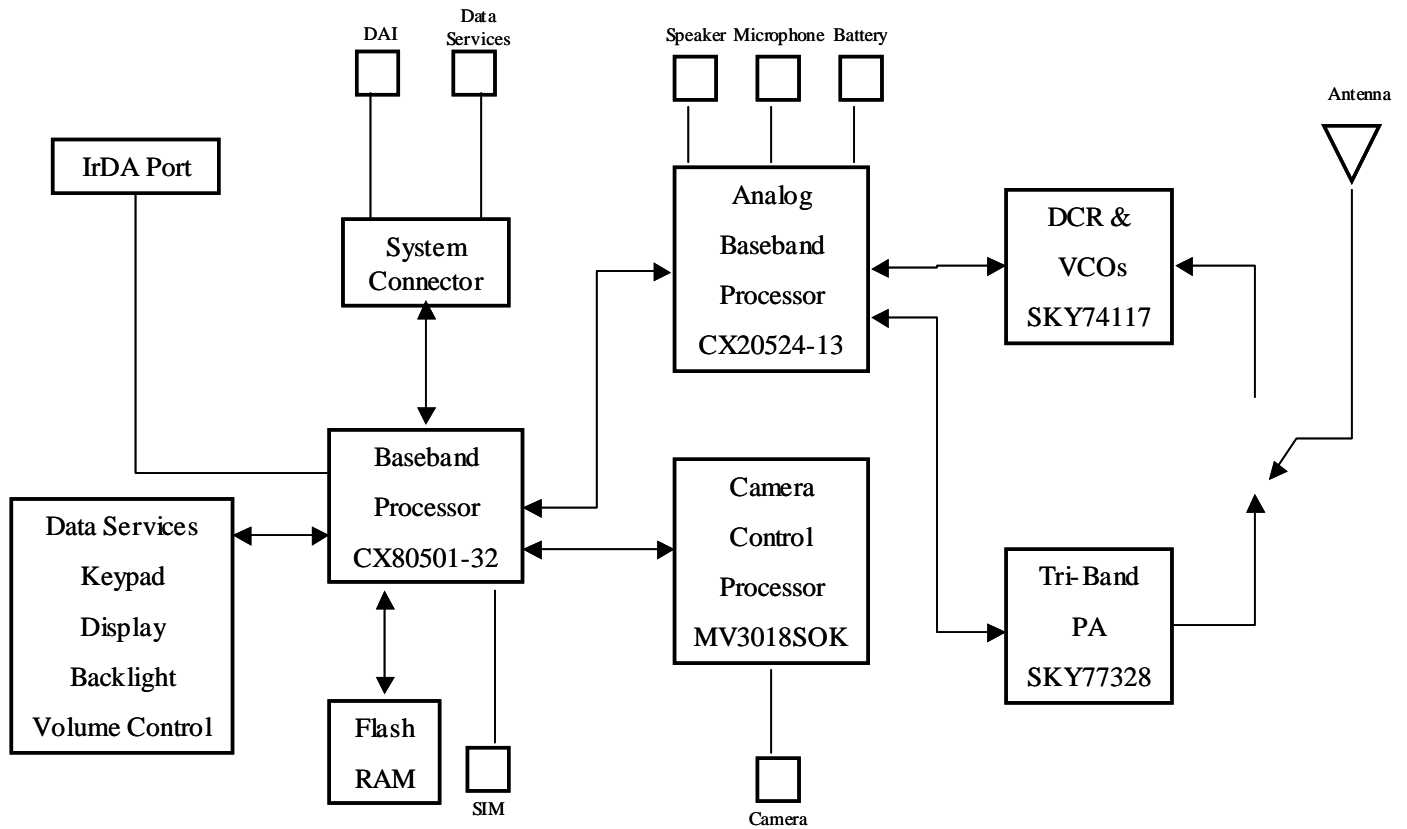 DAI
Data
Services
Speaker
Microphone
Battery
Antenna
IrDA Port
System
Connector
Analog
Baseband
Processor
CX20524-13
DCR &
VCOs
SKY74117
Baseband
Processor
CX80501-32
Camera
Control
Processor
MV3018SOK
Data Services
Keypad
Display
Backlight
Volume Control
Tri-Band
PA
SKY77328
Flash
RAM
SIM
Camera